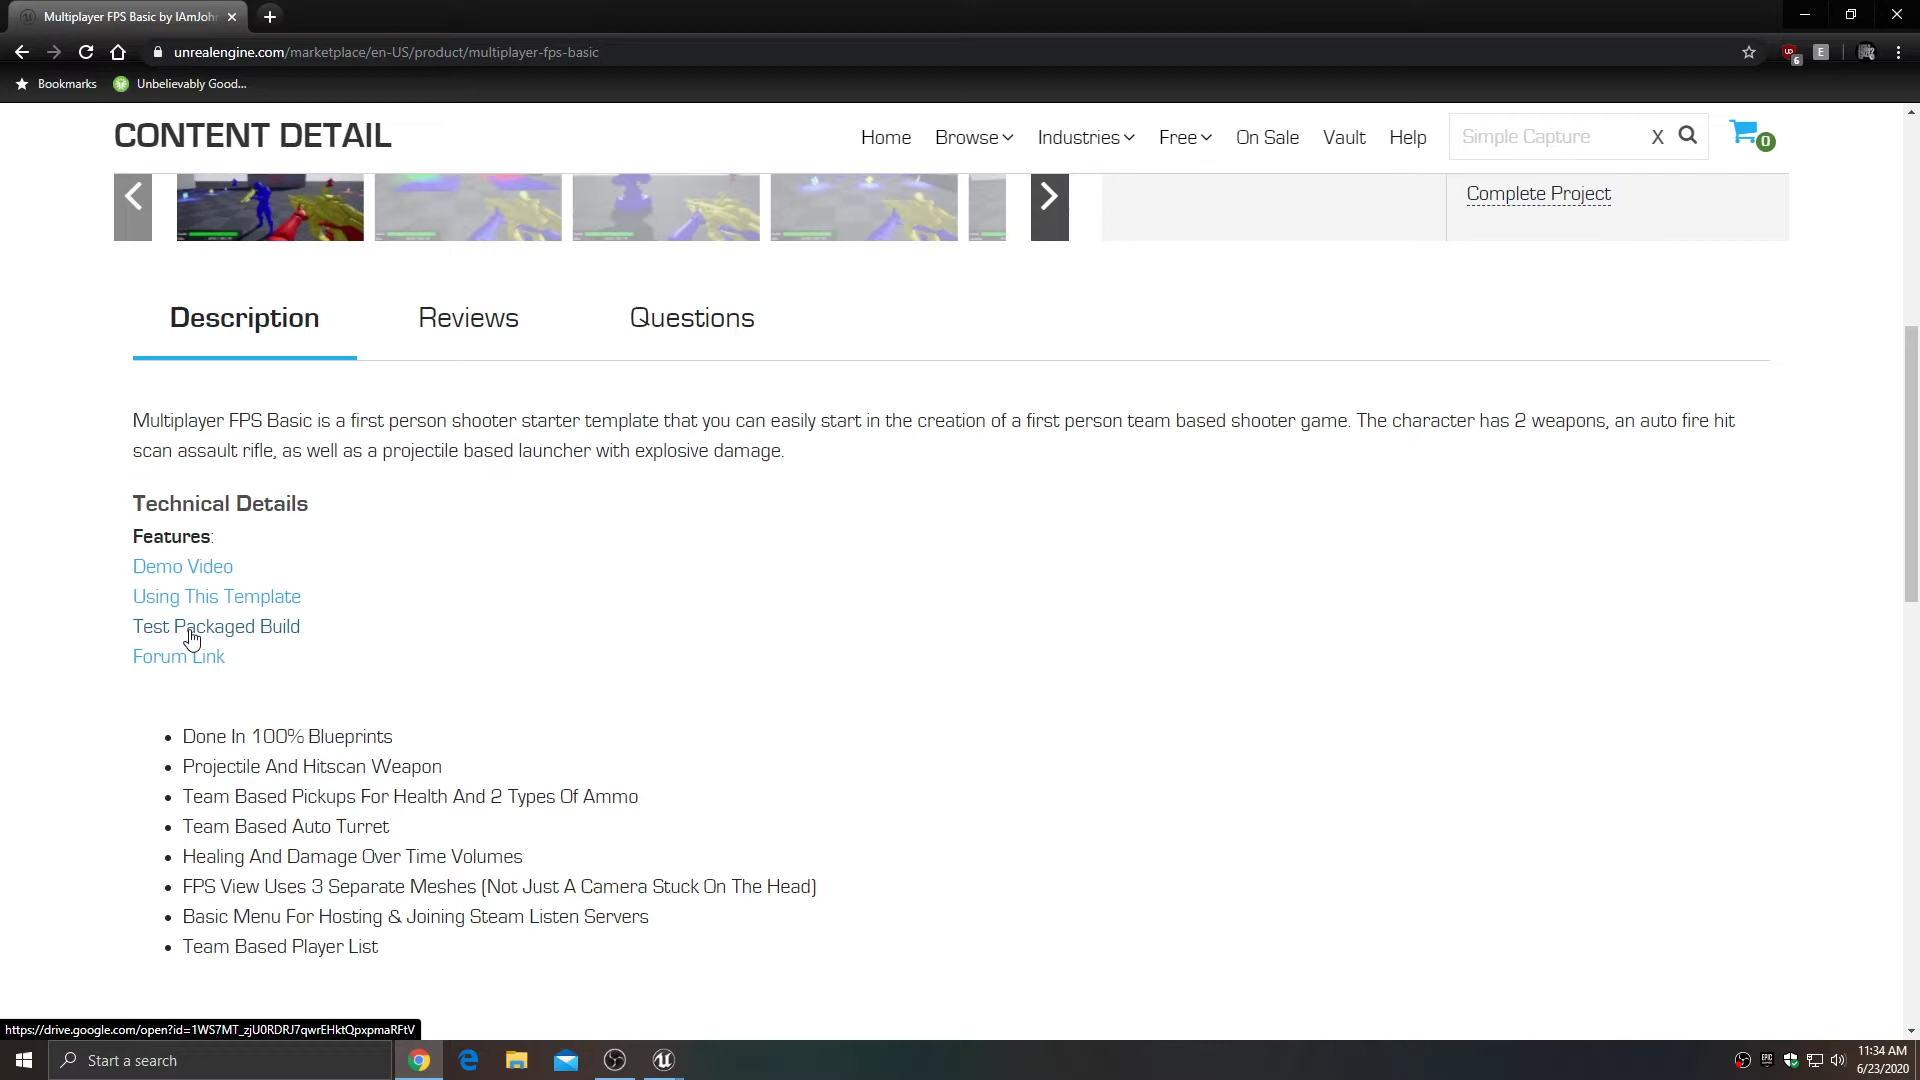 Multiplayer FPS Basic by IAmJohn
unrealengine.com/marketplace/en-US/product/multiplayer-fps-basic
UD
6
E
Bookmarks
Unbelievably Good...
CONTENT DETAIL
Home
Browse
Industries
Free
On Sale
Vault
Help
Simple Capture
X
0
Complete Project
Description
Reviews
Questions
Multiplayer FPS Basic is a first person shooter starter template that you can easily start in the creation of a first person team based shooter game. The character has 2 weapons, an auto fire hit
scan assault rifle, as well as a projectile based launcher with explosive damage.
Technical Details
Features:
Demo Video
Using This Template
Test Packaged Build
Forum Link
• Done In 100% Blueprints
• Projectile And Hitscan Weapon
• Team Based Pickups For Health And 2 Types Of Ammo
• Team Based Auto Turret
• Healing And Damage Over Time Volumes
• FPS View Uses 3 Separate Meshes (Not Just A Camera Stuck On The Head)
• Basic Menu For Hosting & Joining Steam Listen Servers
• Team Based Player List
https://drive.google.com/open?id=1WS7MT_zjU0RDRJ7qwrEHktQpxpmaRFtV
Start a search
EPIC
11:34 AM
6/23/2020